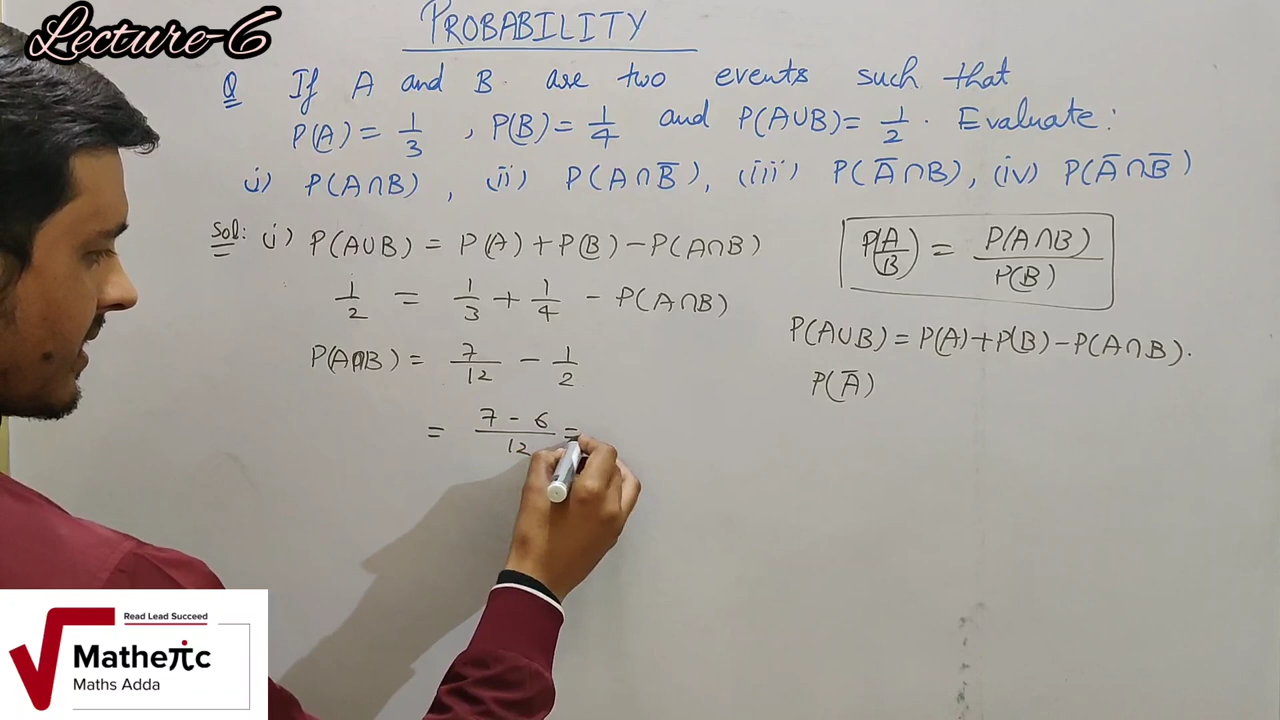 Lecture-6
PROBABILITY
Q If A and B are two events such that
P(A) = 1/3 , P(B) = 1/4 and P(A∪B) = 1/2 . Evaluate :
i) P(A∩B) , (ii) P(A∩B̅), (iii) P(A̅∩B), (iv) P(A̅∩B̅)
Sol: (i) P(A∪B) = P(A) + P(B) − P(A∩B)
1/2 = 1/3 + 1/4 − P(A∩B)
P(A∩B) = 7/12 − 1/2
= 7 − 6/12 =
P(A/B) = P(A∩B)/P(B)
P(A∪B) = P(A) + P(B) − P(A∩B).
P(A̅)
Read Lead Succeed
Matheπc
Maths Adda